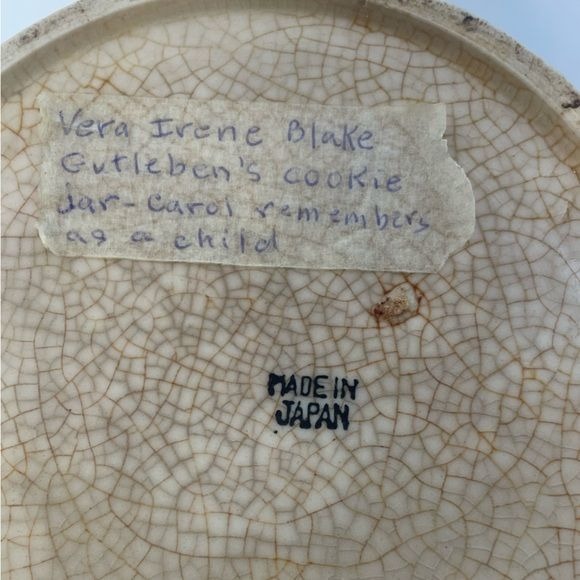 Vera Irene Blake
Gutleben's cookie
Jar-Carol remembers
as a child
MADE IN
JAPAN